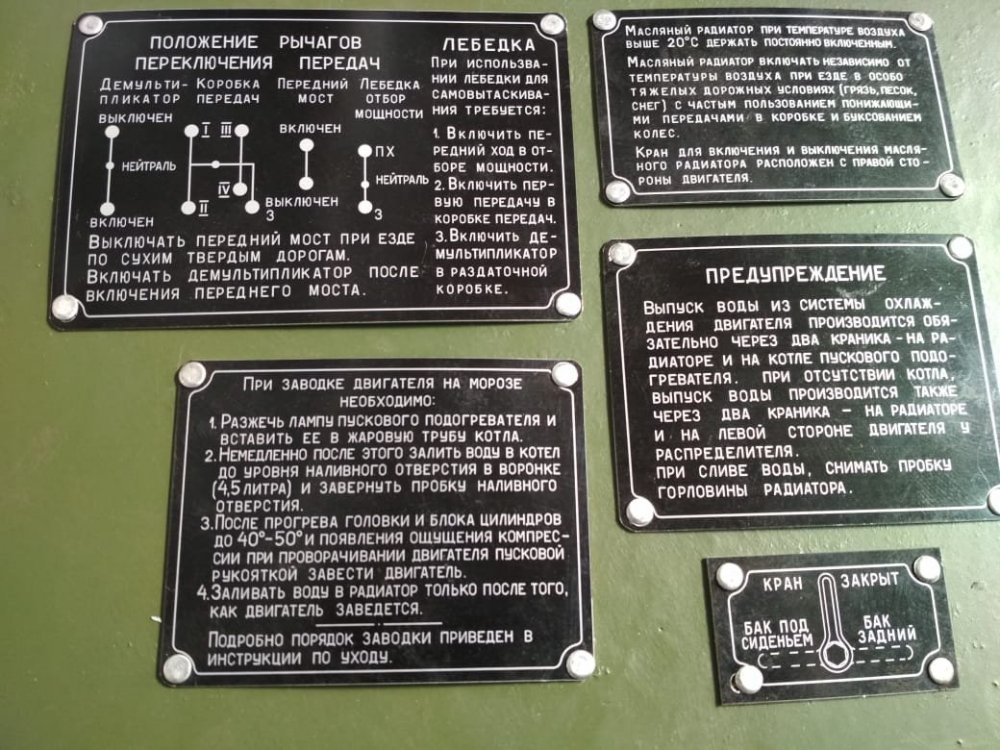 ПОЛОЖЕНИЕ РЫЧАГОВ
ПЕРЕКЛЮЧЕНИЯ ПЕРЕДАЧ
Демульти-
пликатор
Коробка
передач
Передний
мост
Лебедка
отбор
мощности
выключен
нейтраль
включен
I
III
IV
II
З
включен
выключен
ПХ
нейтраль
З
Выключать передний мост при езде
по сухим твердым дорогам.
Включать демультипликатор после
включения переднего моста.
ЛЕБЕДКА
При использва-
нии лебедки для
самовытаскива-
ния требуется:
1. Включить пе-
редний ход в от-
боре мощности.
2. Включить пер-
вую передачу в
коробке передач.
3. Включить де-
мультипликатор
в раздаточной
коробке.
Масляный радиатор при температуре воздуха
выше 20°С держать постоянно включенным.
Масляный радиатор включать независимо от
температуры воздуха при езде в особо
тяжелых дорожных условиях (грязь, песок,
снег) с частым пользованием понижающи-
ми передачами в коробке и буксованием
колес.
Кран для включения и выключения масля-
ного радиатора расположен с правой сто-
роны двигателя.
ПРЕДУПРЕЖДЕНИЕ
Выпуск воды из системы охлаж-
дения двигателя производится обя-
зательно через два краника - на ра-
диаторе и на котле пускового подо-
гревателя. При отсутствии котла,
выпуск воды производится также
через два краника – на радиаторе
и на левой стороне двигателя у
распределителя.
При сливе воды, снимать пробку
горловины радиатора.
При заводке двигателя на морозе
необходимо:
1. Разжечь лампу пускового подогревателя и
вставить ее в жаровую трубу котла.
2. Немедленно после этого залить воду в котел
до уровня наливного отверстия в воронке
(4,5 литра) и завернуть пробку наливного
отверстия.
3. После прогрева головки и блока цилиндров
до 40°-50° и появления ощущения компрес-
сии при проворачивании двигателя пусковой
рукояткой завести двигатель.
4. Заливать воду в радиатор только после того,
как двигатель заведется.
Подробно порядок заводки приведен в
инструкции по уходу.
КРАН ЗАКРЫТ
БАК ПОД
СИДЕНЬЕМ
БАК
ЗАДНИЙ